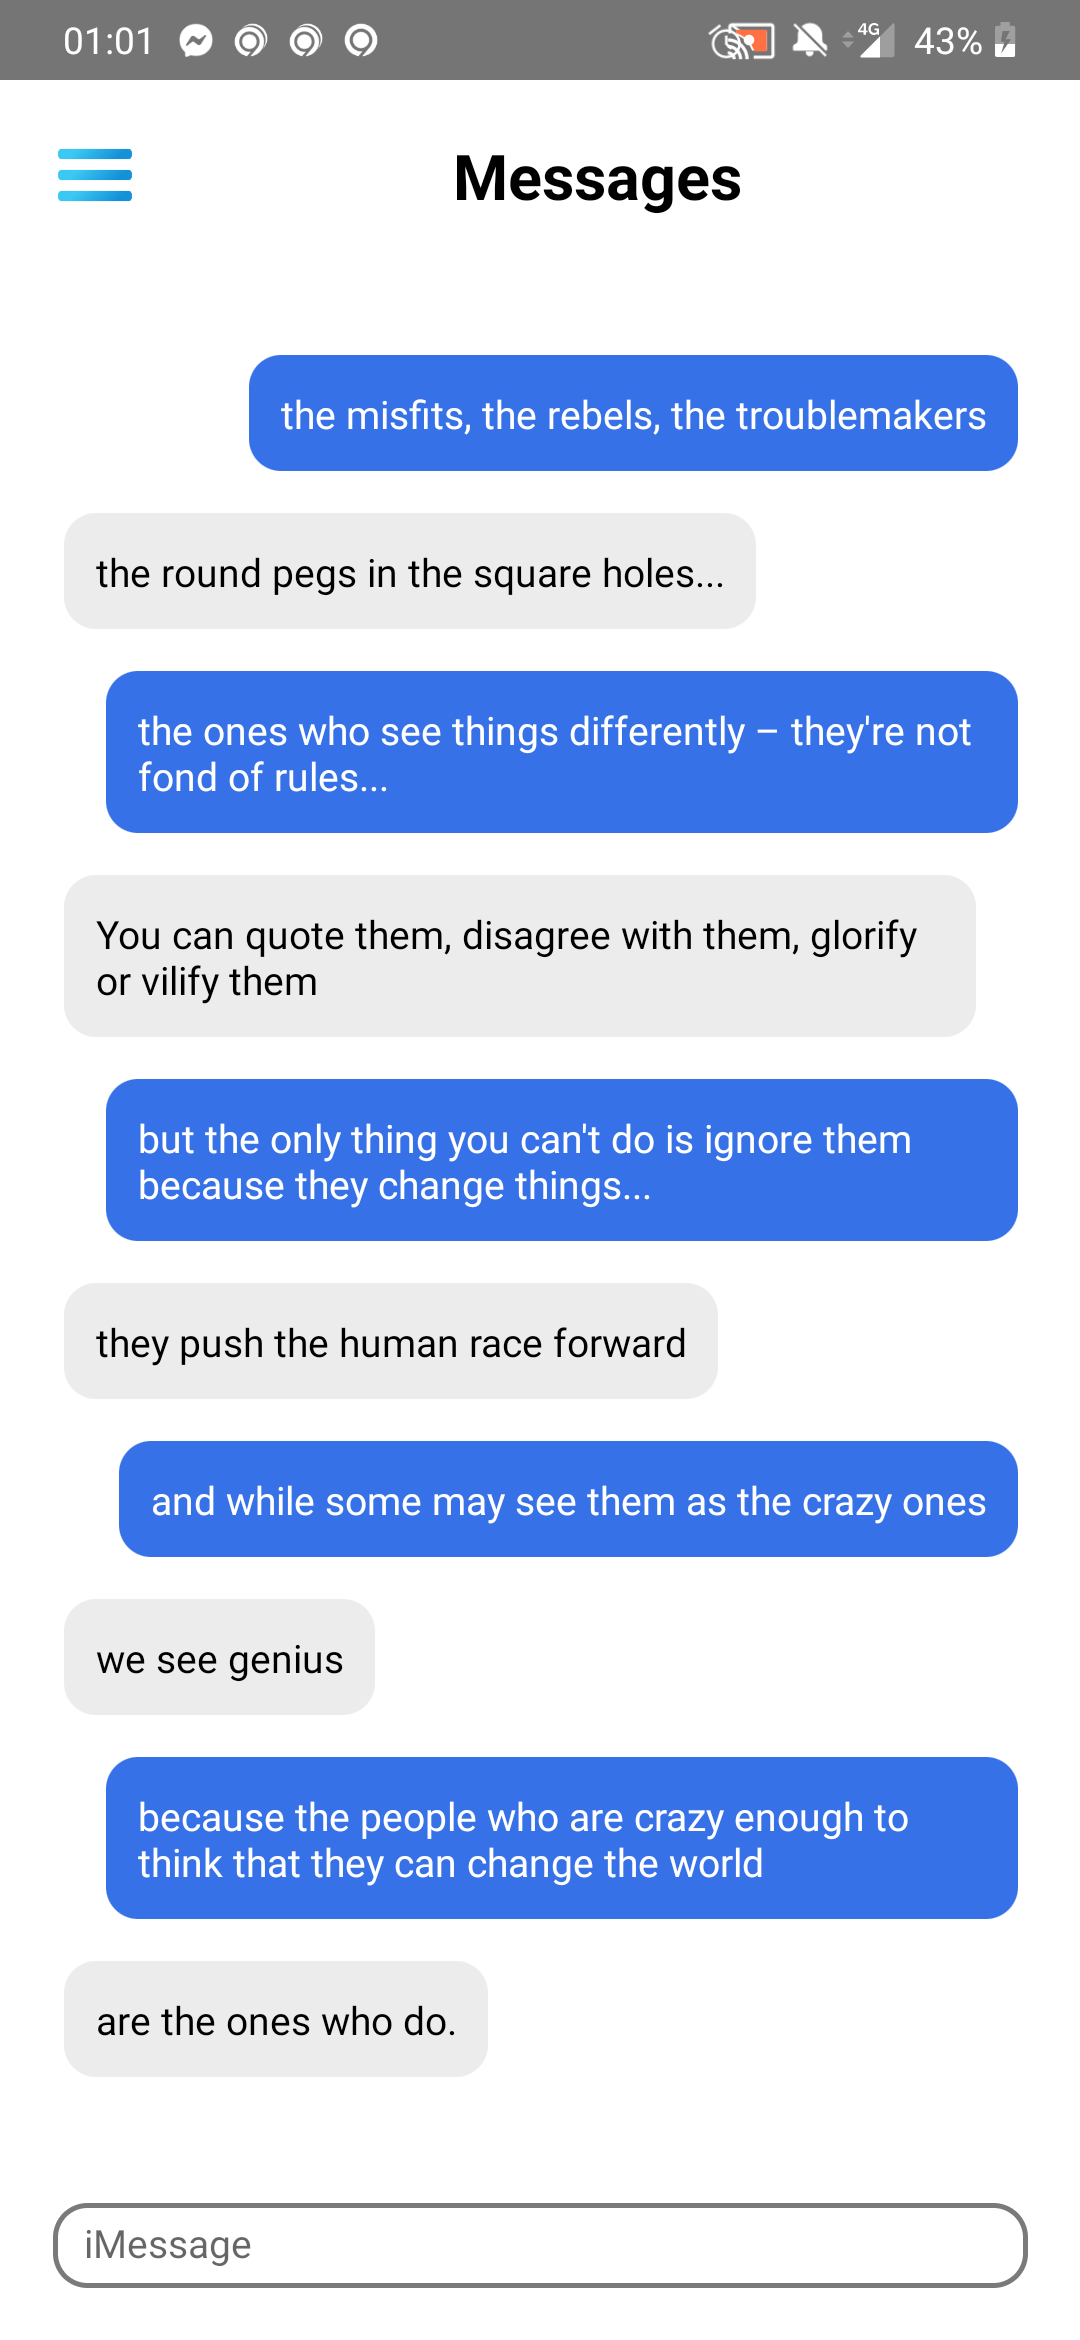 01:01
4G
43%
Messages
the misfits, the rebels, the troublemakers
the round pegs in the square holes...
the ones who see things differently – they're not
fond of rules...
You can quote them, disagree with them, glorify
or vilify them
but the only thing you can't do is ignore them
because they change things...
they push the human race forward
and while some may see them as the crazy ones
we see genius
because the people who are crazy enough to
think that they can change the world
are the ones who do.
iMessage